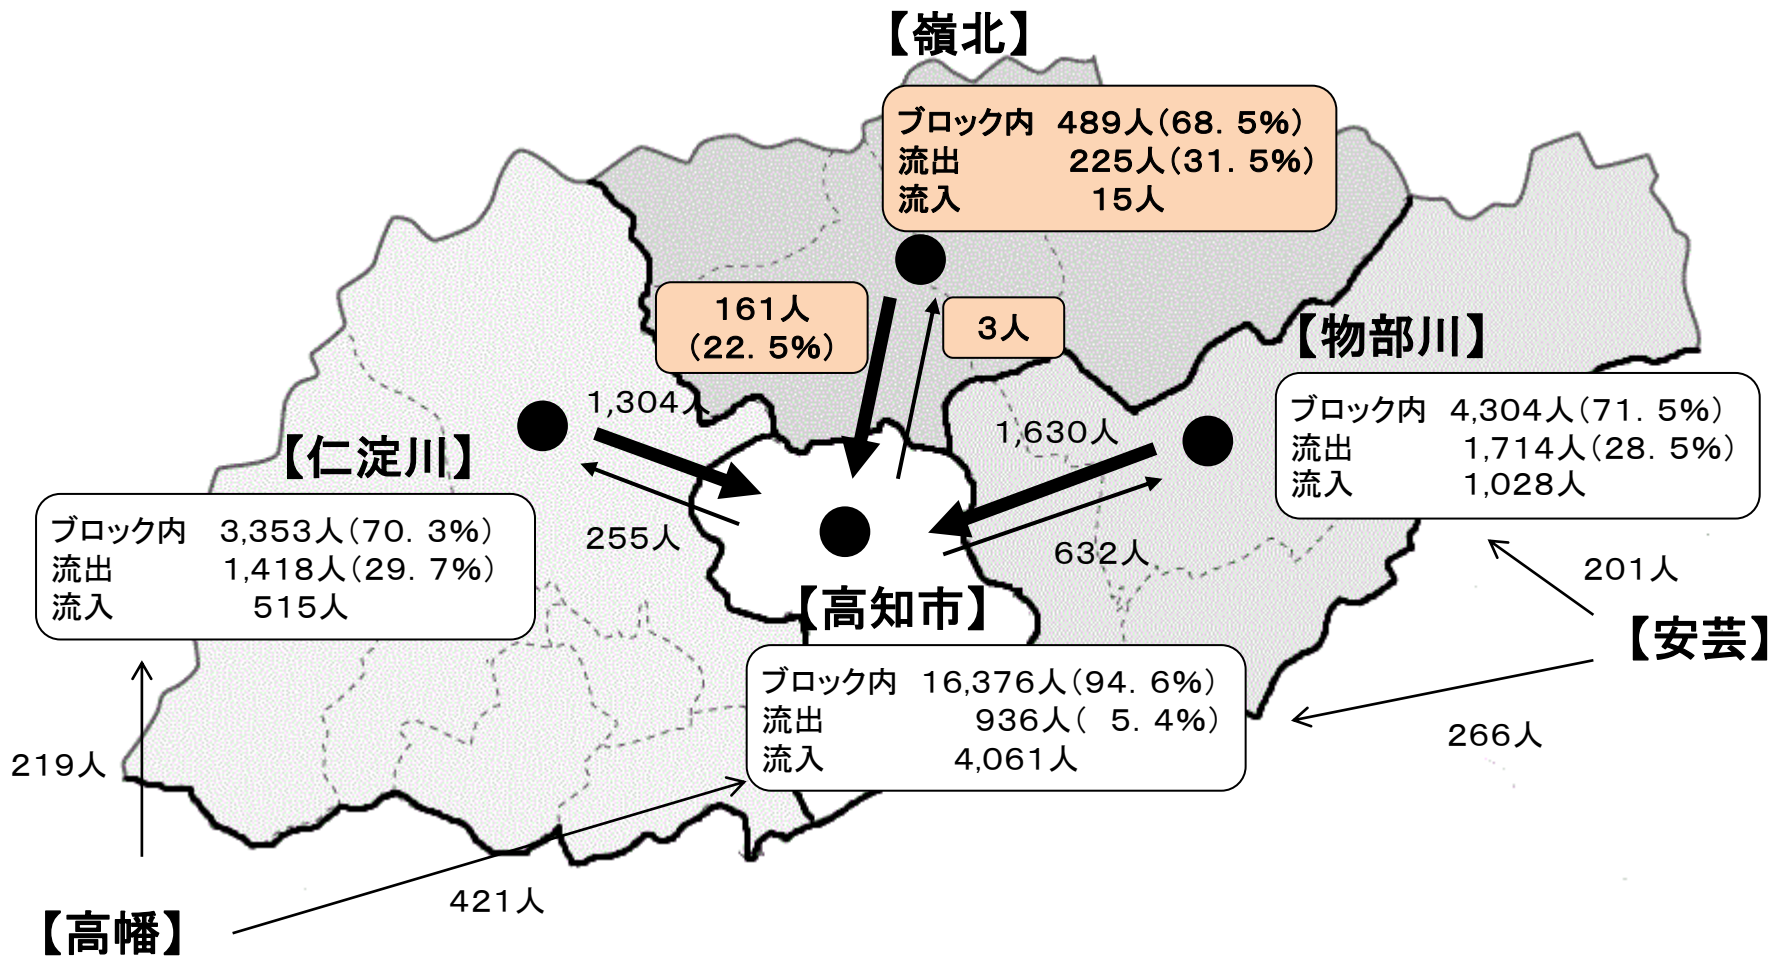 【嶺北】
ブロック内 489人(68.5%)
流出 225人(31.5%)
流入 15人
161人
(22.5%)
3人
【物部川】
ブロック内 4,304人(71.5%)
流出 1,714人(28.5%)
流入 1,028人
1,304人
1,630人
【仁淀川】
ブロック内 3,353人(70.3%)
流出 1,418人(29.7%)
流入 515人
255人
632人
201人
【高知市】
ブロック内 16,376人(94.6%)
流出 936人( 5.4%)
流入 4,061人
【安芸】
266人
219人
421人
【高幡】